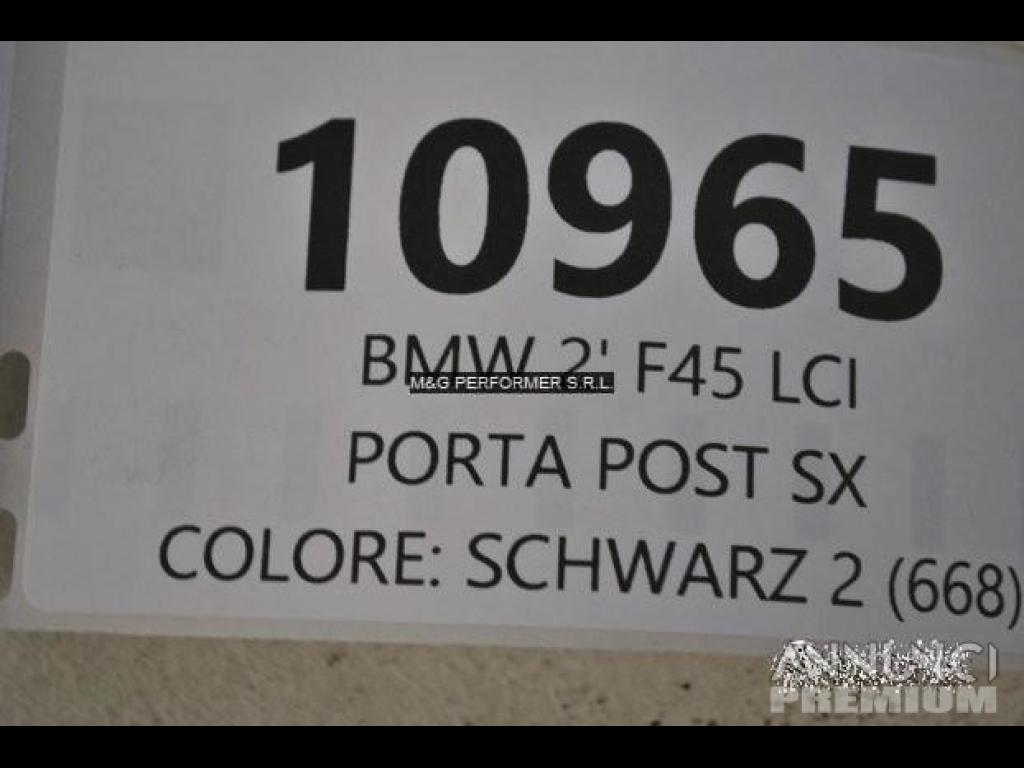 10965
BMW 2' F45 LCI
M&G PERFORMER S.R.L.
PORTA POST SX
COLORE: SCHWARZ 2 (668)
ANNUNCI
PREMIUM